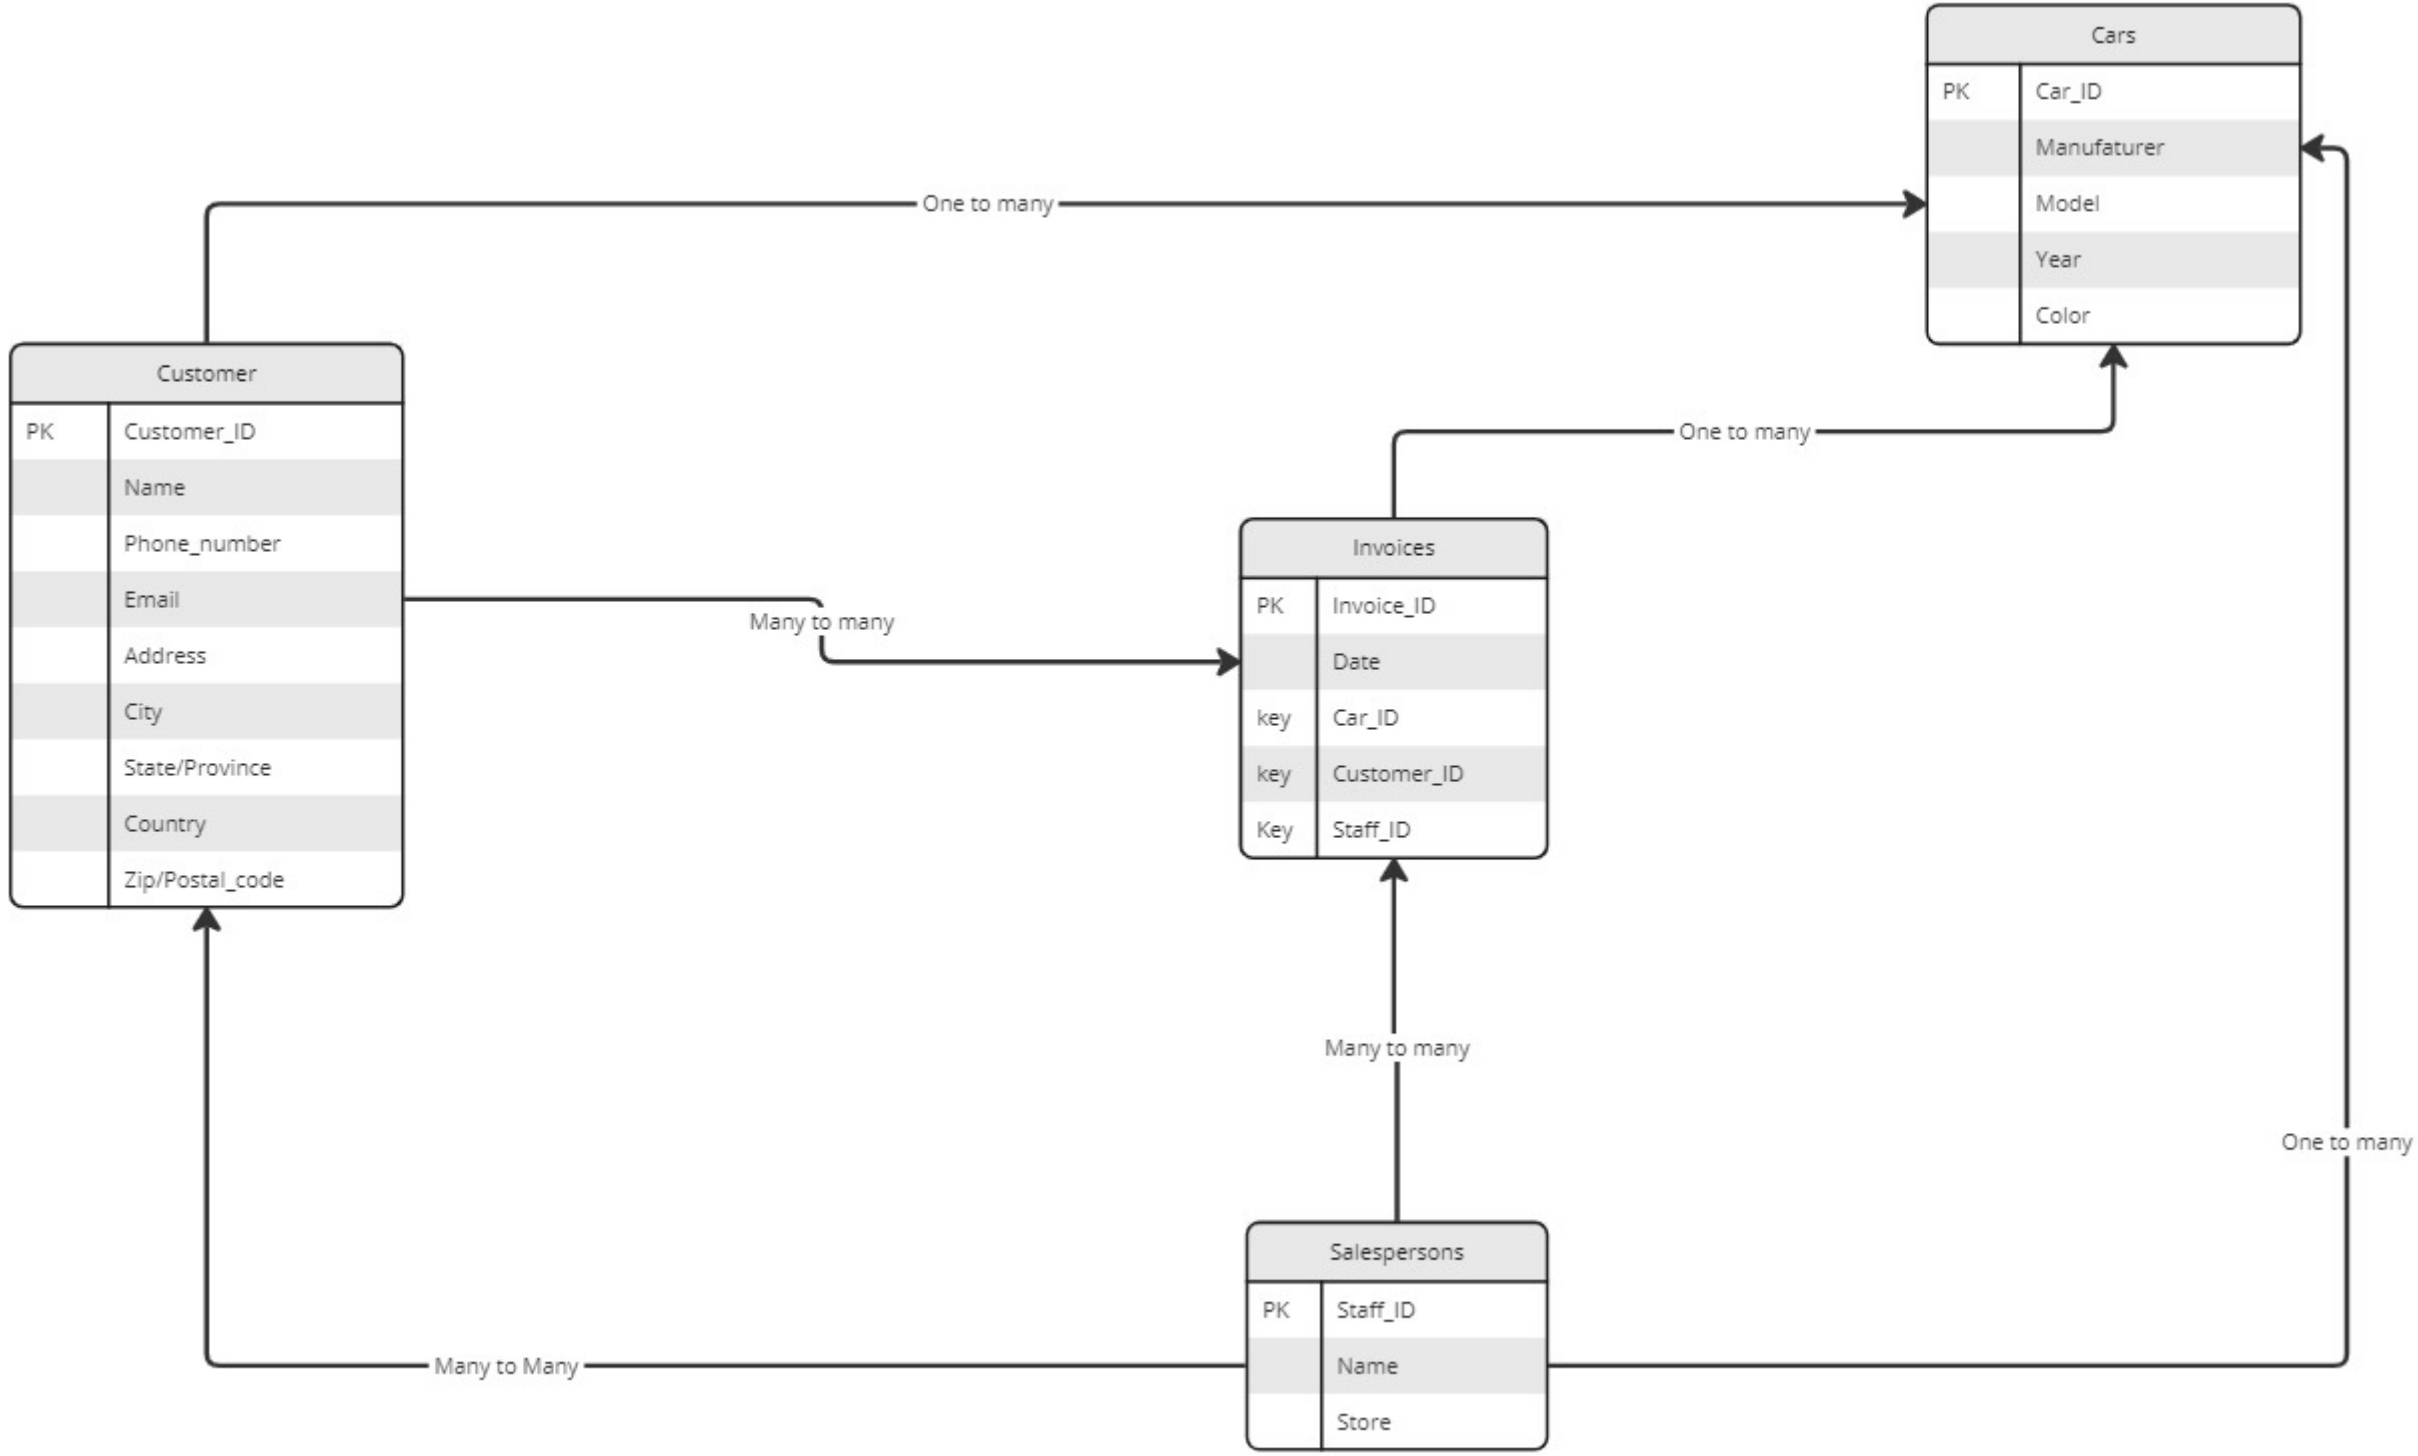 Cars
PK Car_ID
Manufaturer
Model
Year
Color
One to many
Customer
PK Customer_ID
Name
Phone_number
Email
Address
City
State/Province
Country
Zip/Postal_code
One to many
Many to many
Invoices
PK Invoice_ID
Date
key Car_ID
key Customer_ID
Key Staff_ID
Many to many
One to many
Salespersons
PK Staff_ID
Name
Store
Many to Many